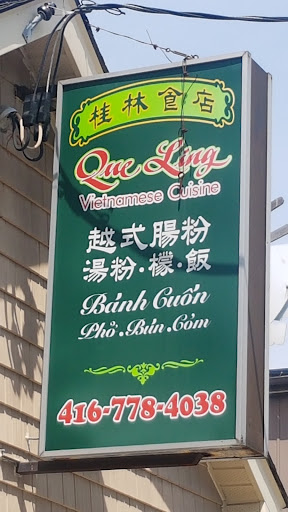 桂林食店
Que Ling
Vietnamese Cuisine
越式腸粉
湯粉·檬·飯
Bánh Cuốn
Phở.Bún.Cơm
416-778-4038